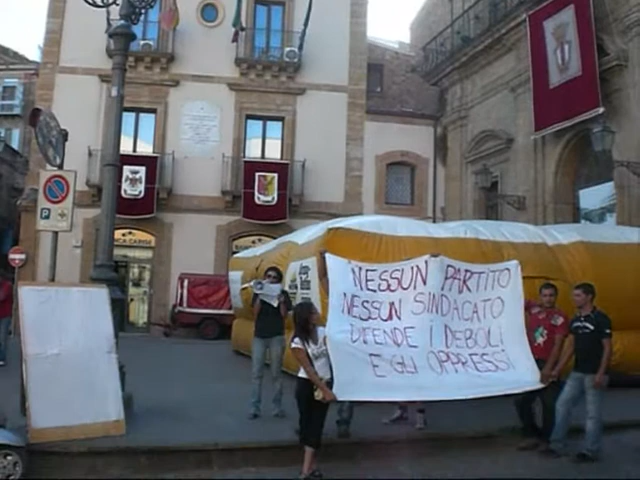 NESSUN PARTITO
NESSUN SINDACATO
DIFENDE I DEBOLI
E GLI OPPRESSI
P